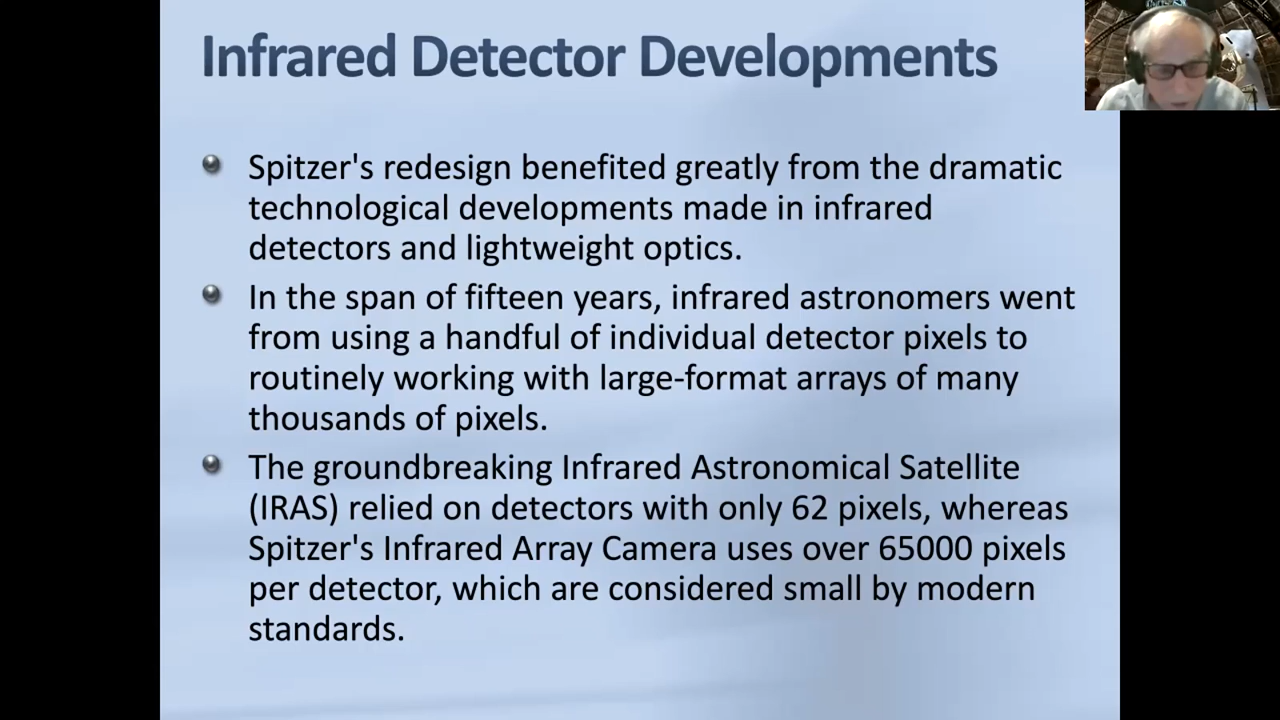 Infrared Detector Developments
Spitzer's redesign benefited greatly from the dramatic
technological developments made in infrared
detectors and lightweight optics.
In the span of fifteen years, infrared astronomers went
from using a handful of individual detector pixels to
routinely working with large-format arrays of many
thousands of pixels.
The groundbreaking Infrared Astronomical Satellite
(IRAS) relied on detectors with only 62 pixels, whereas
Spitzer's Infrared Array Camera uses over 65000 pixels
per detector, which are considered small by modern
standards.